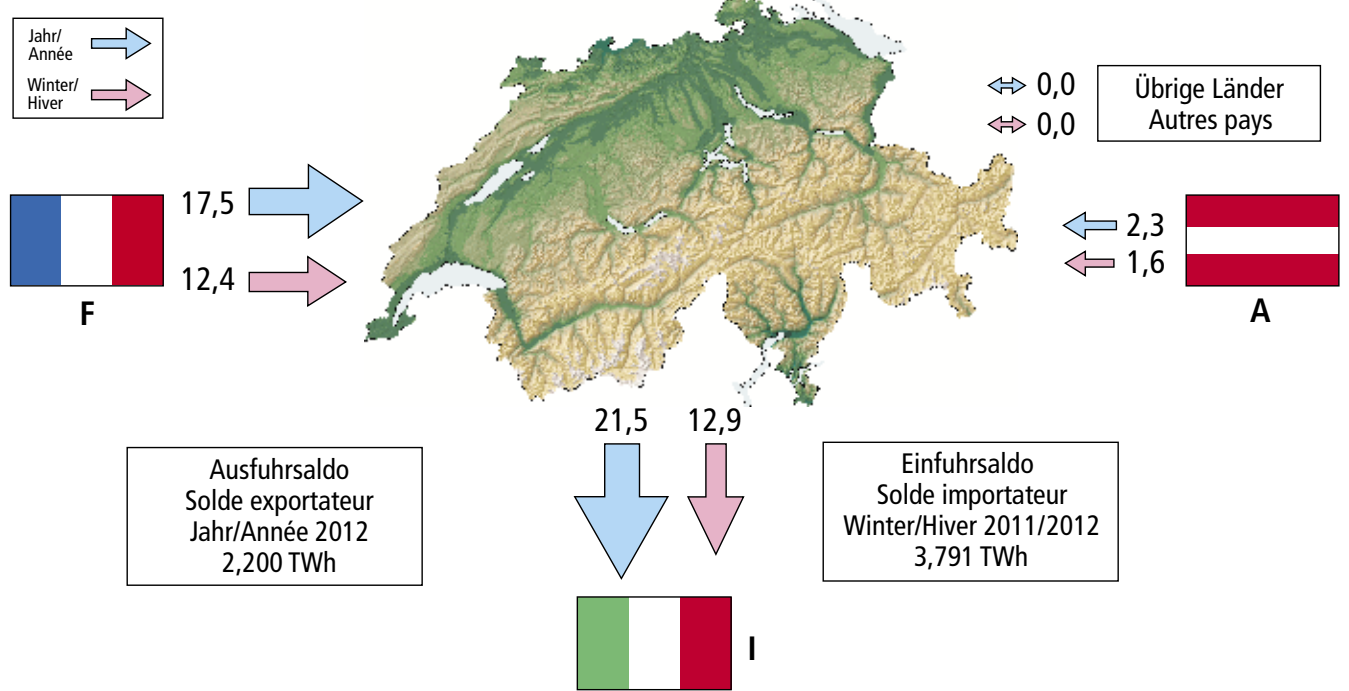 Jahr/
Année
Winter/
Hiver
0,0
0,0
Übrige Länder
Autres pays
17,5
12,4
F
2,3
1,6
A
21,5
12,9
Ausfuhrsaldo
Solde exportateur
Jahr/Année 2012
2,200 TWh
Einfuhrsaldo
Solde importateur
Winter/Hiver 2011/2012
3,791 TWh
I